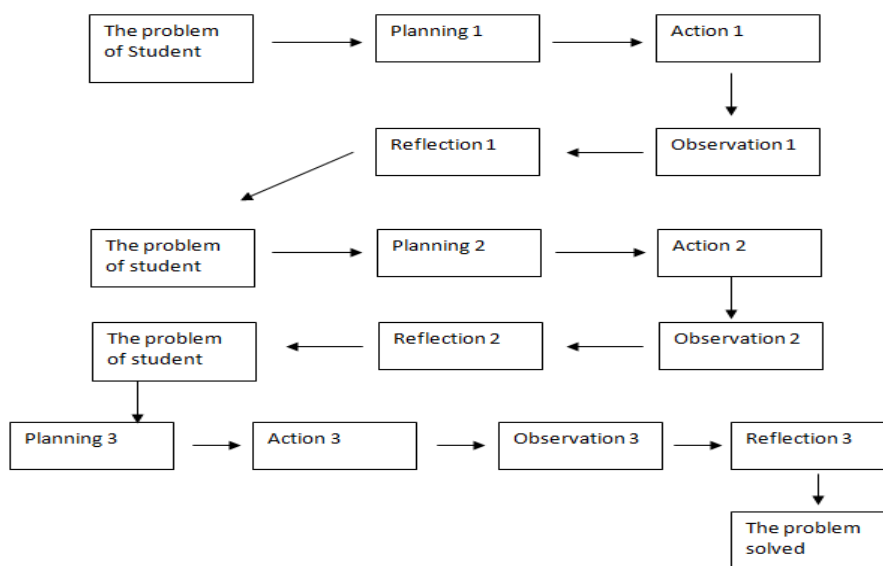 The problem
of Student
Planning 1
Action 1
Reflection 1
Observation 1
The problem
of student
Planning 2
Action 2
The problem
of student
Reflection 2
Observation 2
Planning 3
Action 3
Observation 3
Reflection 3
The problem
solved